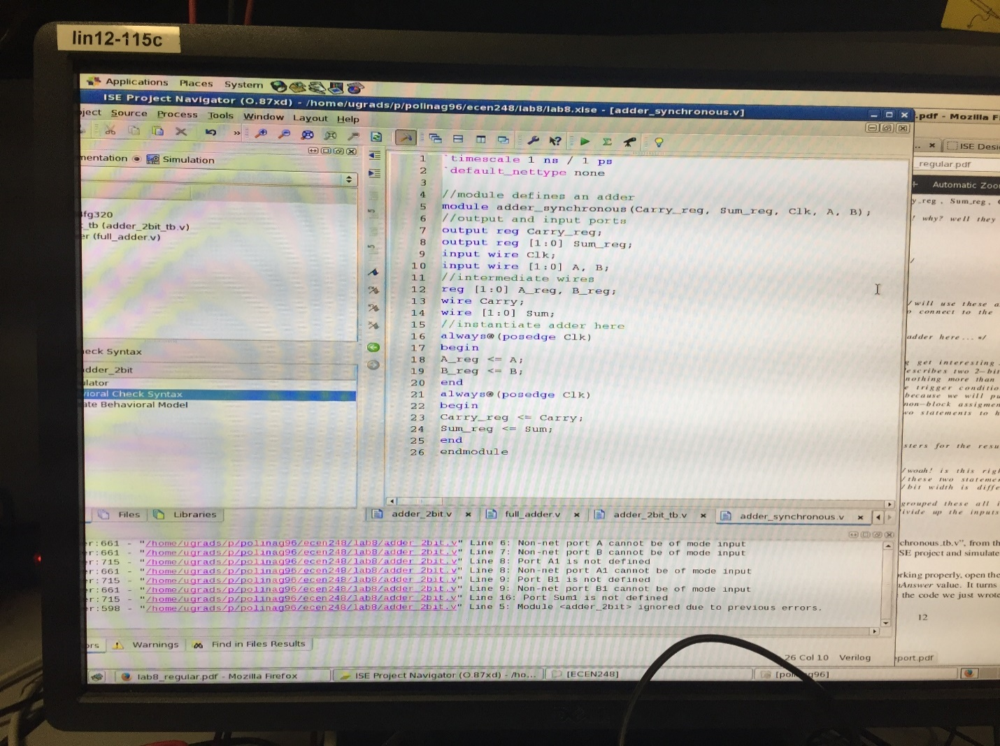 lin12-115c
Applications Places System
ISE Project Navigator (O.87xd) - /home/ugrads/p/polinag96/ecen248/lab8/lab8.xise - [adder_synchronous.v]
ject Source Process Tools Window Layout Help
mentation Simulation
fg320
_tb (adder_2bit_tb.v)
er (full_adder.v)
eck Syntax
adder_2bit
ulator
vioral Check Syntax
ate Behavioral Model
Files Libraries
1 `timescale 1 ns / 1 ps
2 `default_nettype none
3
4 //module defines an adder
5 module adder_synchronous(Carry_reg, Sum_reg, Clk, A, B);
6 //output and input ports
7 output reg Carry_reg;
8 output reg [1:0] Sum_reg;
9 input wire Clk;
10 input wire [1:0] A, B;
11 //intermediate wires
12 reg [1:0] A_reg, B_reg;
13 wire Carry;
14 wire [1:0] Sum;
15 //instantiate adder here
16 always@(posedge Clk)
17 begin
18 A_reg <= A;
19 B_reg <= B;
20 end
21 always@(posedge Clk)
22 begin
23 Carry_reg <= Carry;
24 Sum_reg <= Sum;
25 end
26 endmodule
adder_2bit.v full_adder.v adder_2bit_tb.v adder_synchronous.v
r:661 - "/home/ugrads/p/polinag96/ecen248/lab8/adder_2bit.v" Line 6: Non-net port A cannot be of mode input
r:661 - "/home/ugrads/p/polinag96/ecen248/lab8/adder_2bit.v" Line 7: Non-net port B cannot be of mode input
r:715 - "/home/ugrads/p/polinag96/ecen248/lab8/adder_2bit.v" Line 8: Port A1 is not defined
r:661 - "/home/ugrads/p/polinag96/ecen248/lab8/adder_2bit.v" Line 8: Non-net port A1 cannot be of mode input
r:715 - "/home/ugrads/p/polinag96/ecen248/lab8/adder_2bit.v" Line 9: Port B1 is not defined
r:661 - "/home/ugrads/p/polinag96/ecen248/lab8/adder_2bit.v" Line 9: Non-net port B1 cannot be of mode input
r:715 - "/home/ugrads/p/polinag96/ecen248/lab8/adder_2bit.v" Line 16: Port Sum1 is not defined
r:598 - "/home/ugrads/p/polinag96/ecen248/lab8/adder_2bit.v" Line 5: Module <adder_2bit> ignored due to previous errors.
ors Warnings Find in Files Results
26 Col 10 Verilog
lab8_regular.pdf - Mozilla Firefox ISE Project Navigator (O.87xd) - /ho... [ECEN248]
.pdf - Mozilla Fi
ISE Desi
_regular.pdf
Automatic Zoo
y_reg , Sum_reg ,
! why? well they
/will use these a
o connect to the
adder here... */
g get interesting
escribes two 2-bit
nothing more than
e trigger conditio
because we will pu
non-block assigmen
wo statements to h
sters for the resu
/woah! is this righ
/these two stateme
/bit width is diffe
grouped these all i
ivide up the inputs
chronous_tb.v", from th
SE project and simulate
rking properly, open the
nAnswer value. It turns
the code we just wrote
12
port.pdf